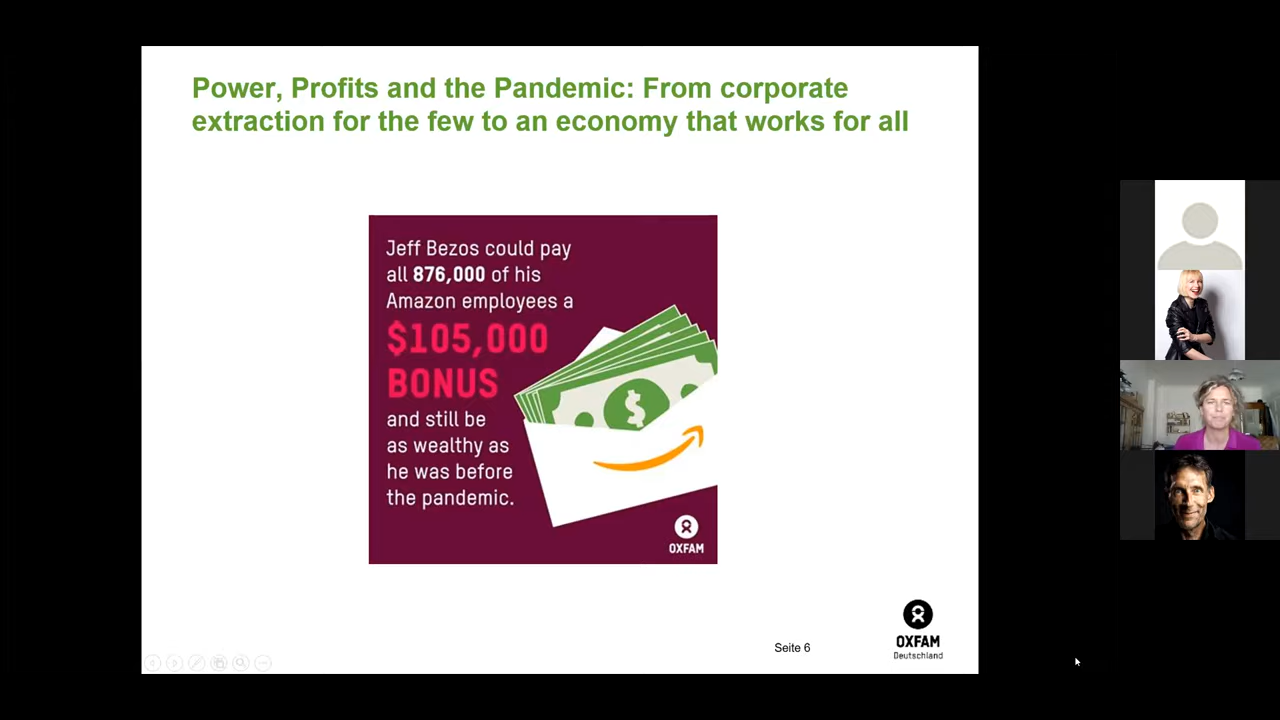 Power, Profits and the Pandemic: From corporate
extraction for the few to an economy that works for all
Jeff Bezos could pay
all 876,000 of his
Amazon employees a
$105,000
BONUS
and still be
as wealthy as
he was before
the pandemic.
OXFAM
Seite 6
OXFAM
Deutschland